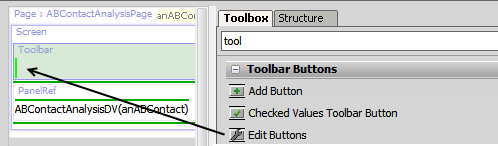 Page : ABContactAnalysisPage
anABCo
Screen
Toolbar
PanelRef
ABContactAnalysisDV(anABContact)
Toolbox
Structure
tool
Toolbar Buttons
Add Button
Checked Values Toolbar Button
Edit Buttons